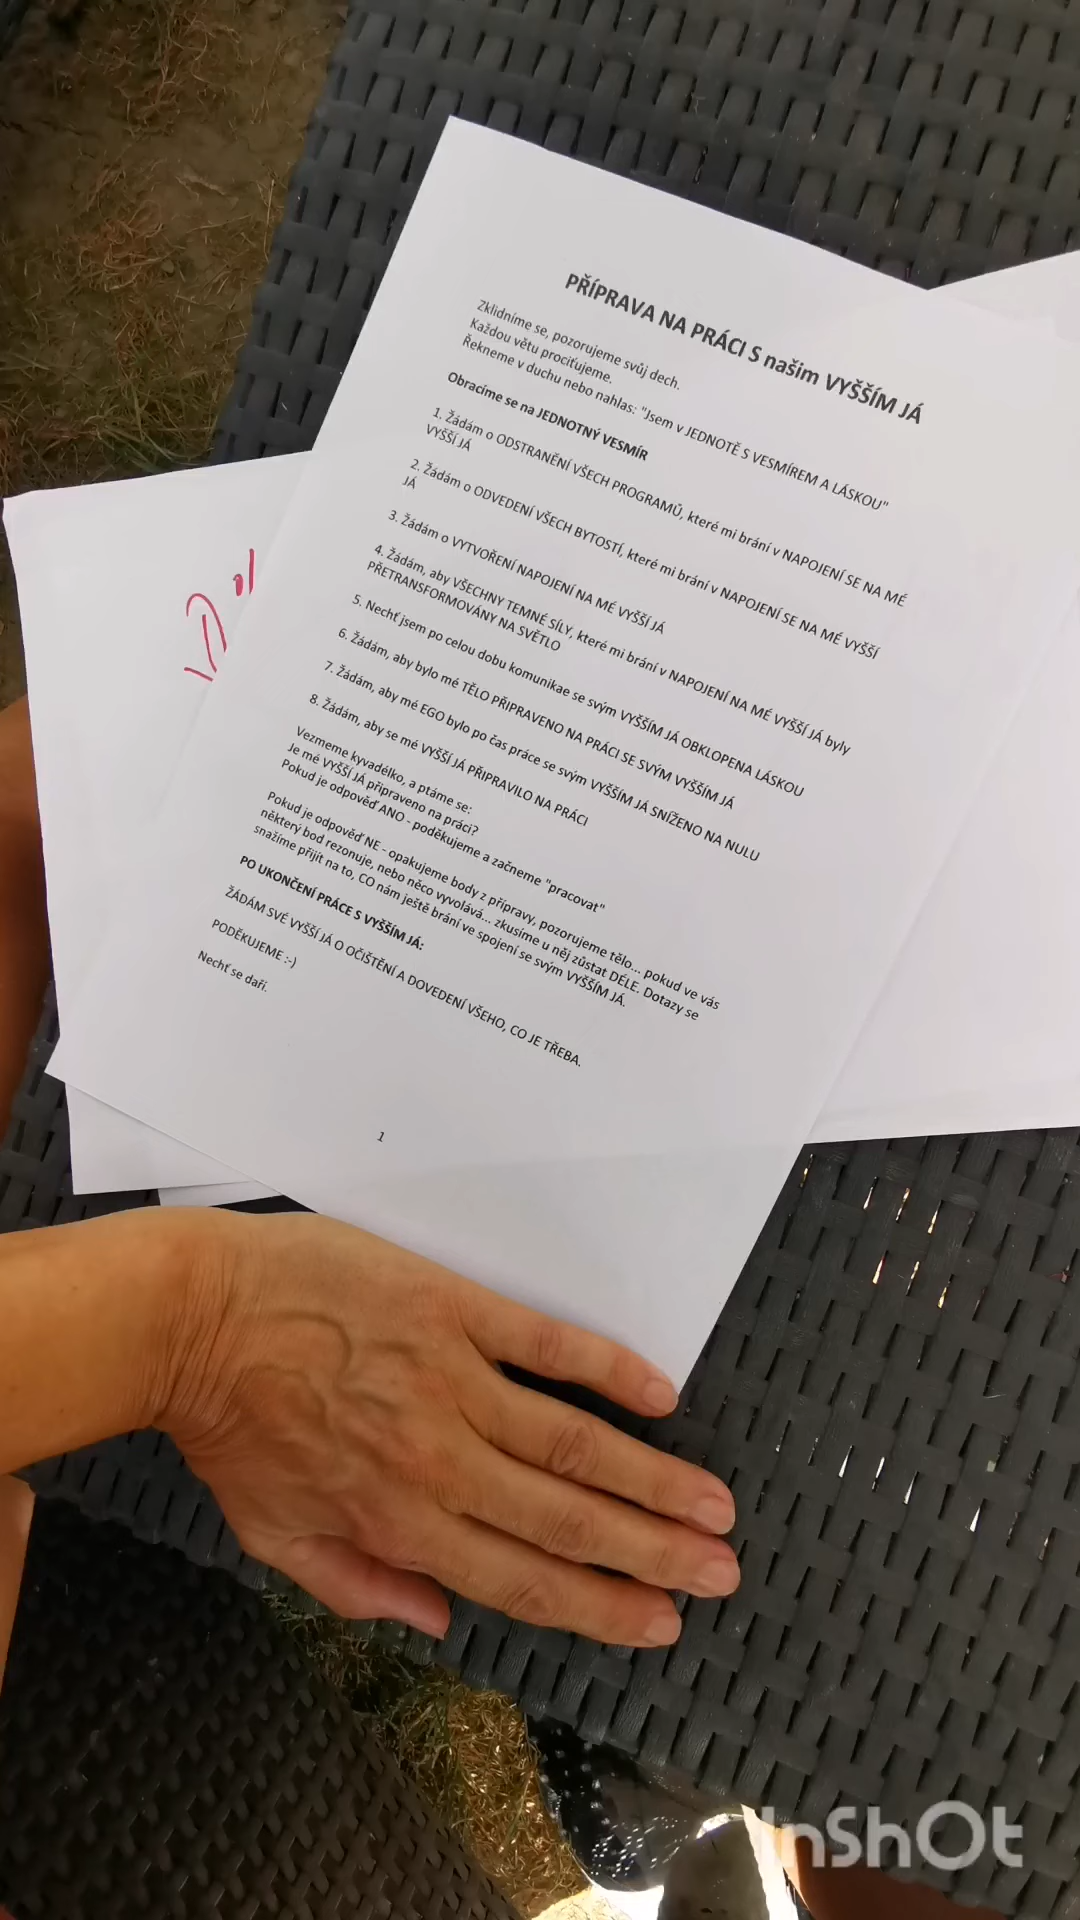 PŘÍPRAVA NA PRÁCI S našim VYŠŠÍM JÁ
Zklidníme se, pozorujeme svůj dech.
Každou větu prociťujeme.
Řekneme v duchu nebo nahlas: "Jsem v JEDNOTĚ S VESMÍREM A LÁSKOU"
Obracíme se na JEDNOTNÝ VESMÍR
1. Žádám o ODSTRANĚNÍ VŠECH PROGRAMŮ, které mi brání v NAPOJENÍ SE NA MÉ
VYŠŠÍ JÁ
2. Žádám o ODVEDENÍ VŠECH BYTOSTÍ, které mi brání v NAPOJENÍ SE NA MÉ VYŠŠÍ
JÁ
3. Žádám o VYTVOŘENÍ NAPOJENÍ NA MÉ VYŠŠÍ JÁ
4. Žádám, aby VŠECHNY TEMNÉ SÍLY, které mi brání v NAPOJENÍ NA MÉ VYŠŠÍ JÁ byly
PŘETRANSFORMOVÁNY NA SVĚTLO
5. Nechť jsem po celou dobu komunikae se svým VYŠŠÍM JÁ OBKLOPENA LÁSKOU
6. Žádám, aby bylo mé TĚLO PŘIPRAVENO NA PRÁCI SE SVÝM VYŠŠÍM JÁ
7. Žádám, aby mé EGO bylo po čas práce se svým VYŠŠÍM JÁ SNÍŽENO NA NULU
8. Žádám, aby se mé VYŠŠÍ JÁ PŘIPRAVILO NA PRÁCI
Vezmeme kyvadélko, a ptáme se:
Je mé VYŠŠÍ JÁ připraveno na práci?
Pokud je odpověď ANO - poděkujeme a začneme "pracovat"
Pokud je odpověď NE - opakujeme body z přípravy, pozorujeme tělo... pokud ve vás
některý bod rezonuje, nebo něco vyvolává... zkusíme u něj zůstat DÉLE. Dotazy se
snažíme přijít na to, CO nám ještě brání ve spojení se svým VYŠŠÍM JÁ.
PO UKONČENÍ PRÁCE S VYŠŠÍM JÁ:
ŽÁDÁM SVÉ VYŠŠÍ JÁ O OČIŠTĚNÍ A DOVEDENÍ VŠEHO, CO JE TŘEBA.
PODĚKUJEME :-)
Nechť se daří.
1
InShOt